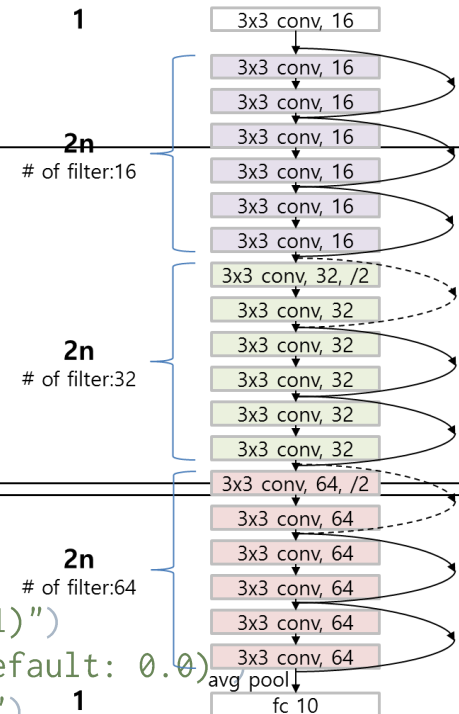 1
3x3 conv, 16
3x3 conv, 16
3x3 conv, 16
2n
3x3 conv, 16
# of filter:16
3x3 conv, 16
3x3 conv, 16
3x3 conv, 16
3x3 conv, 32, /2
3x3 conv, 32
2n
3x3 conv, 32
# of filter:32
3x3 conv, 32
3x3 conv, 32
3x3 conv, 32
3x3 conv, 64, /2
3x3 conv, 64
2n
3x3 conv, 64
# of filter:64
3x3 conv, 64
3x3 conv, 64
)")
3x3 conv, 64
efault: 0.0)
avg pool
1
fc 10
")